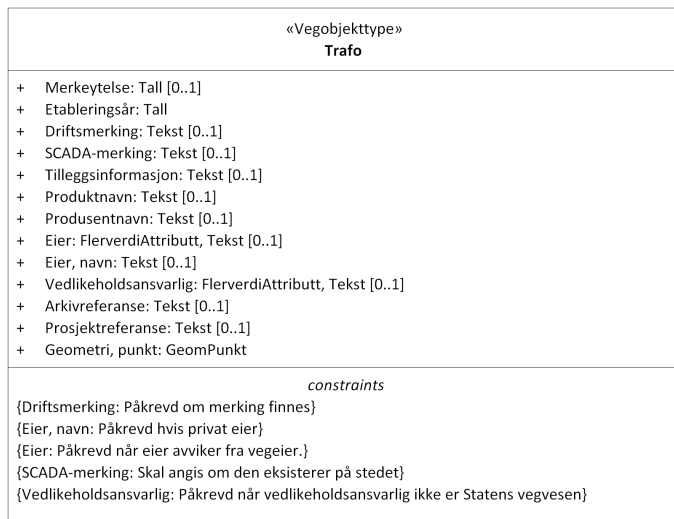 «Vegobjekttype»
Trafo
+ Merkeytelse: Tall [0..1]
+ Etableringsår: Tall
+ Driftsmerking: Tekst [0..1]
+ SCADA-merking: Tekst [0..1]
+ Tilleggsinformasjon: Tekst [0..1]
+ Produktnavn: Tekst [0..1]
+ Produsentnavn: Tekst [0..1]
+ Eier: FlerverdiAttributt, Tekst [0..1]
+ Eier, navn: Tekst [0..1]
+ Vedlikeholdsansvarlig: FlerverdiAttributt, Tekst [0..1]
+ Arkivreferanse: Tekst [0..1]
+ Prosjektreferanse: Tekst [0..1]
+ Geometri, punkt: GeomPunkt
constraints
{Driftsmerking: Påkrevd om merking finnes}
{Eier, navn: Påkrevd hvis privat eier}
{Eier: Påkrevd når eier avviker fra vegeier.}
{SCADA-merking: Skal angis om den eksisterer på stedet}
{Vedlikeholdsansvarlig: Påkrevd når vedlikeholdsansvarlig ikke er Statens vegvesen}